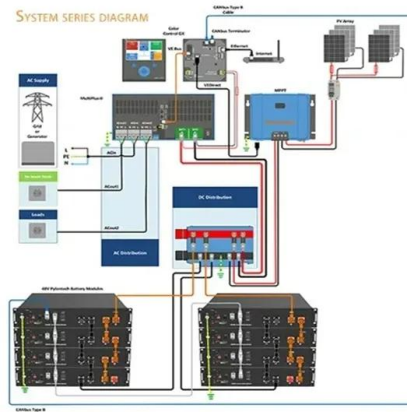 SYSTEM SERIES DIAGRAM
CANbus Type B
Cable
Color
Control GX
CANbus Terminator
Ethernet
Internet
PV Array
VE Bus
VE.Direct
AC Supply
Grid
or
Generator
MultiPlus-II
MPPT
L
PE
N
ACin
ACout1
ACout2
Loads
DC Distribution
AC Distribution
48V Pylontech Battery Modules
CANbus Type B